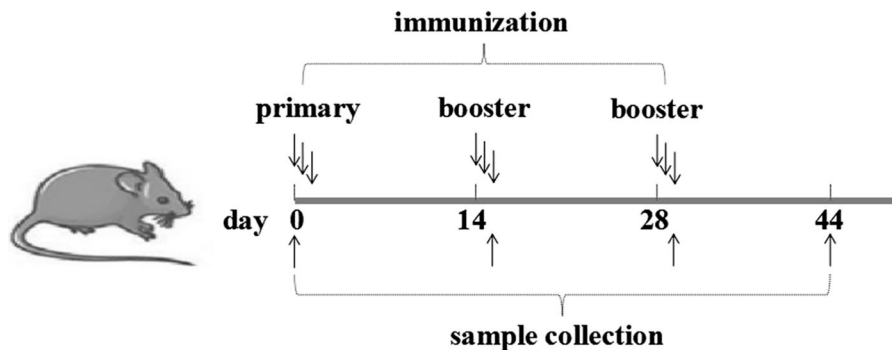 immunization
primary booster booster
day 0 14 28 44
sample collection